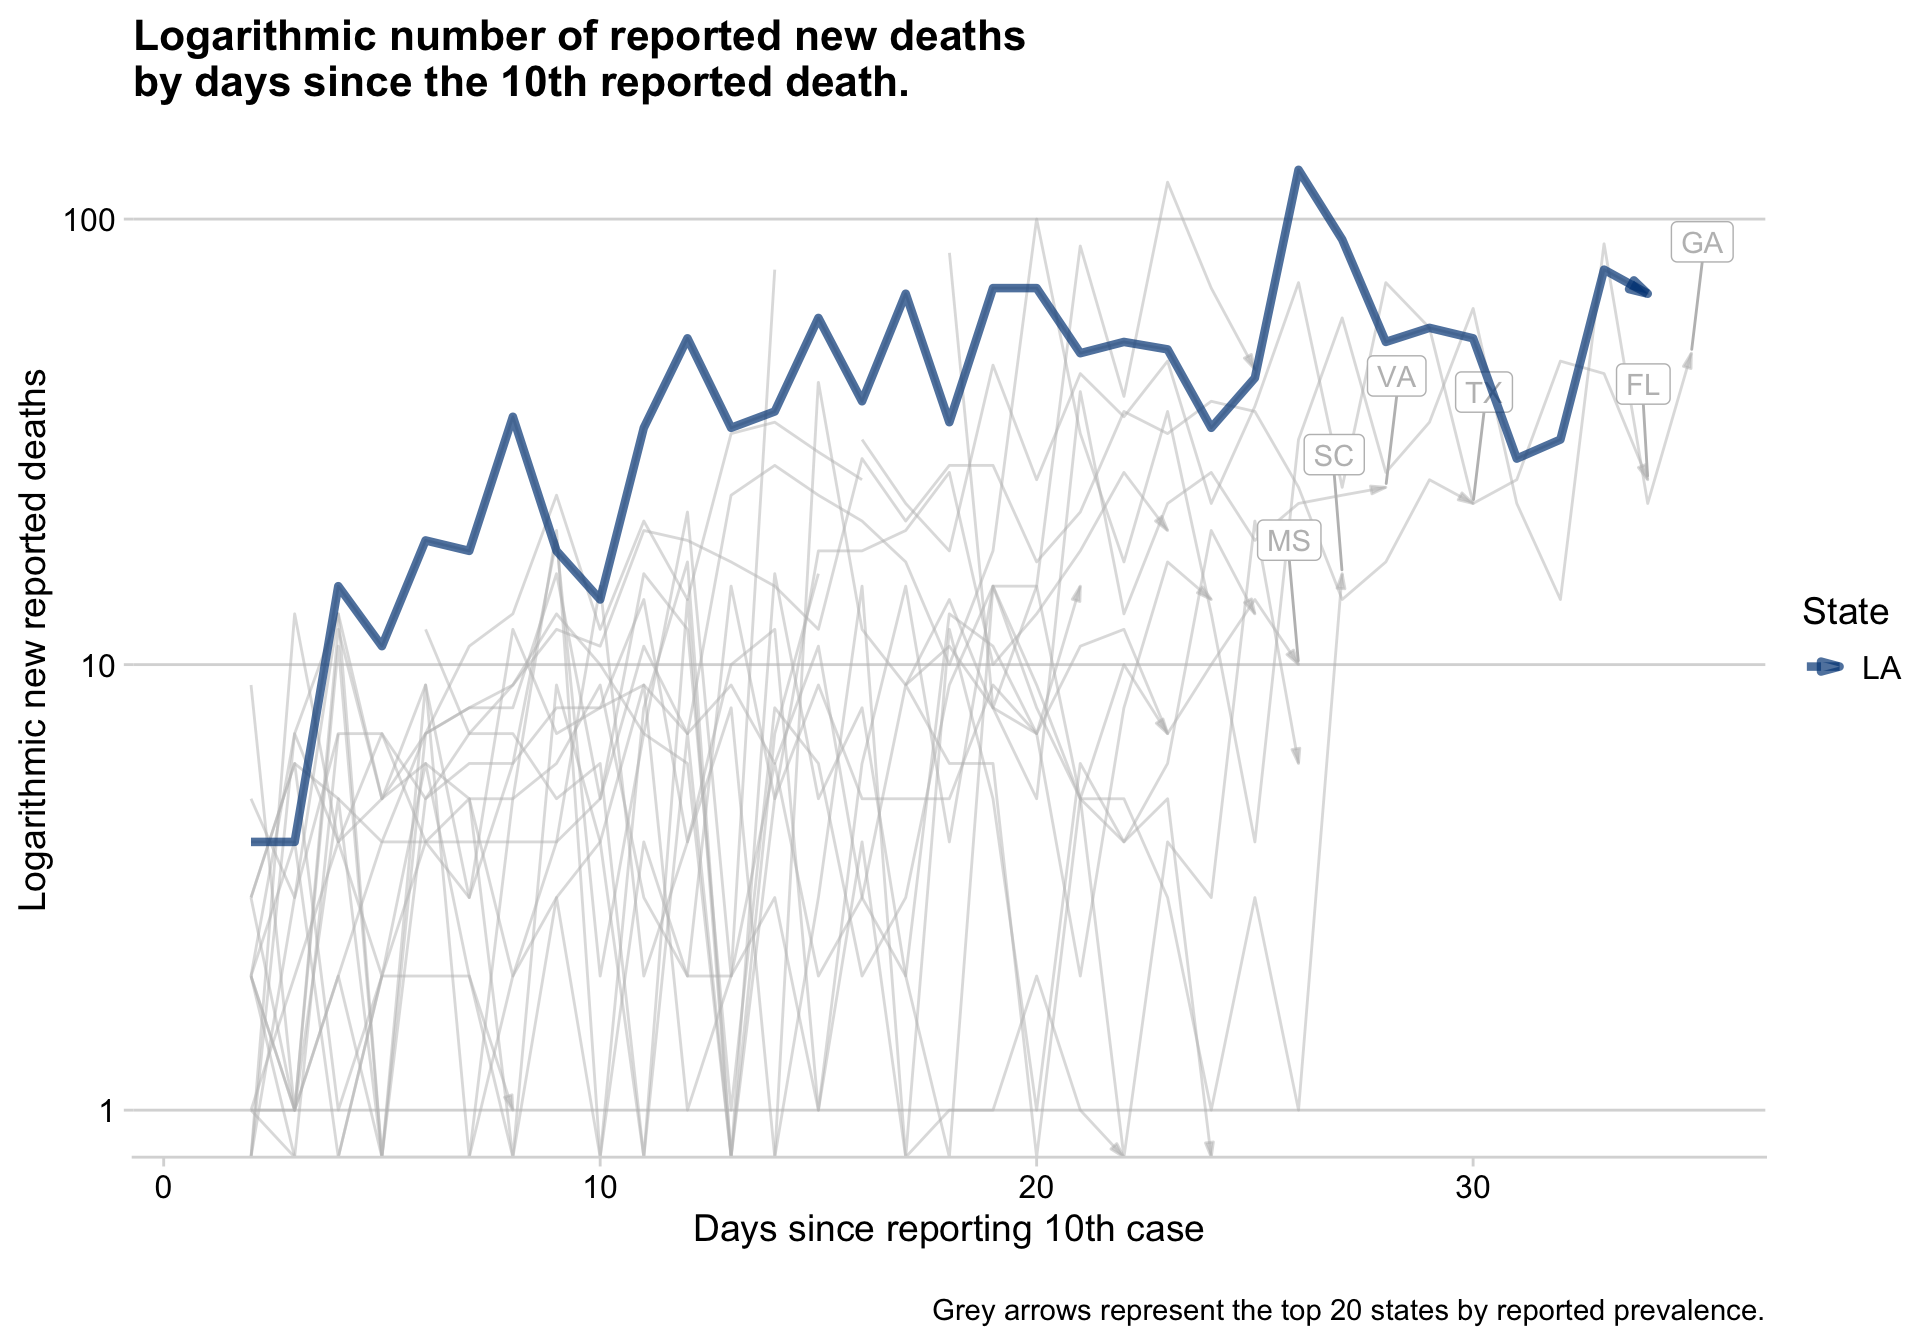 Logarithmic number of reported new deaths
by days since the 10th reported death.
Logarithmic new reported deaths
100
10
1
GA
VA
TX
FL
SC
MS
State
LA
0 10 20 30
Days since reporting 10th case
Grey arrows represent the top 20 states by reported prevalence.